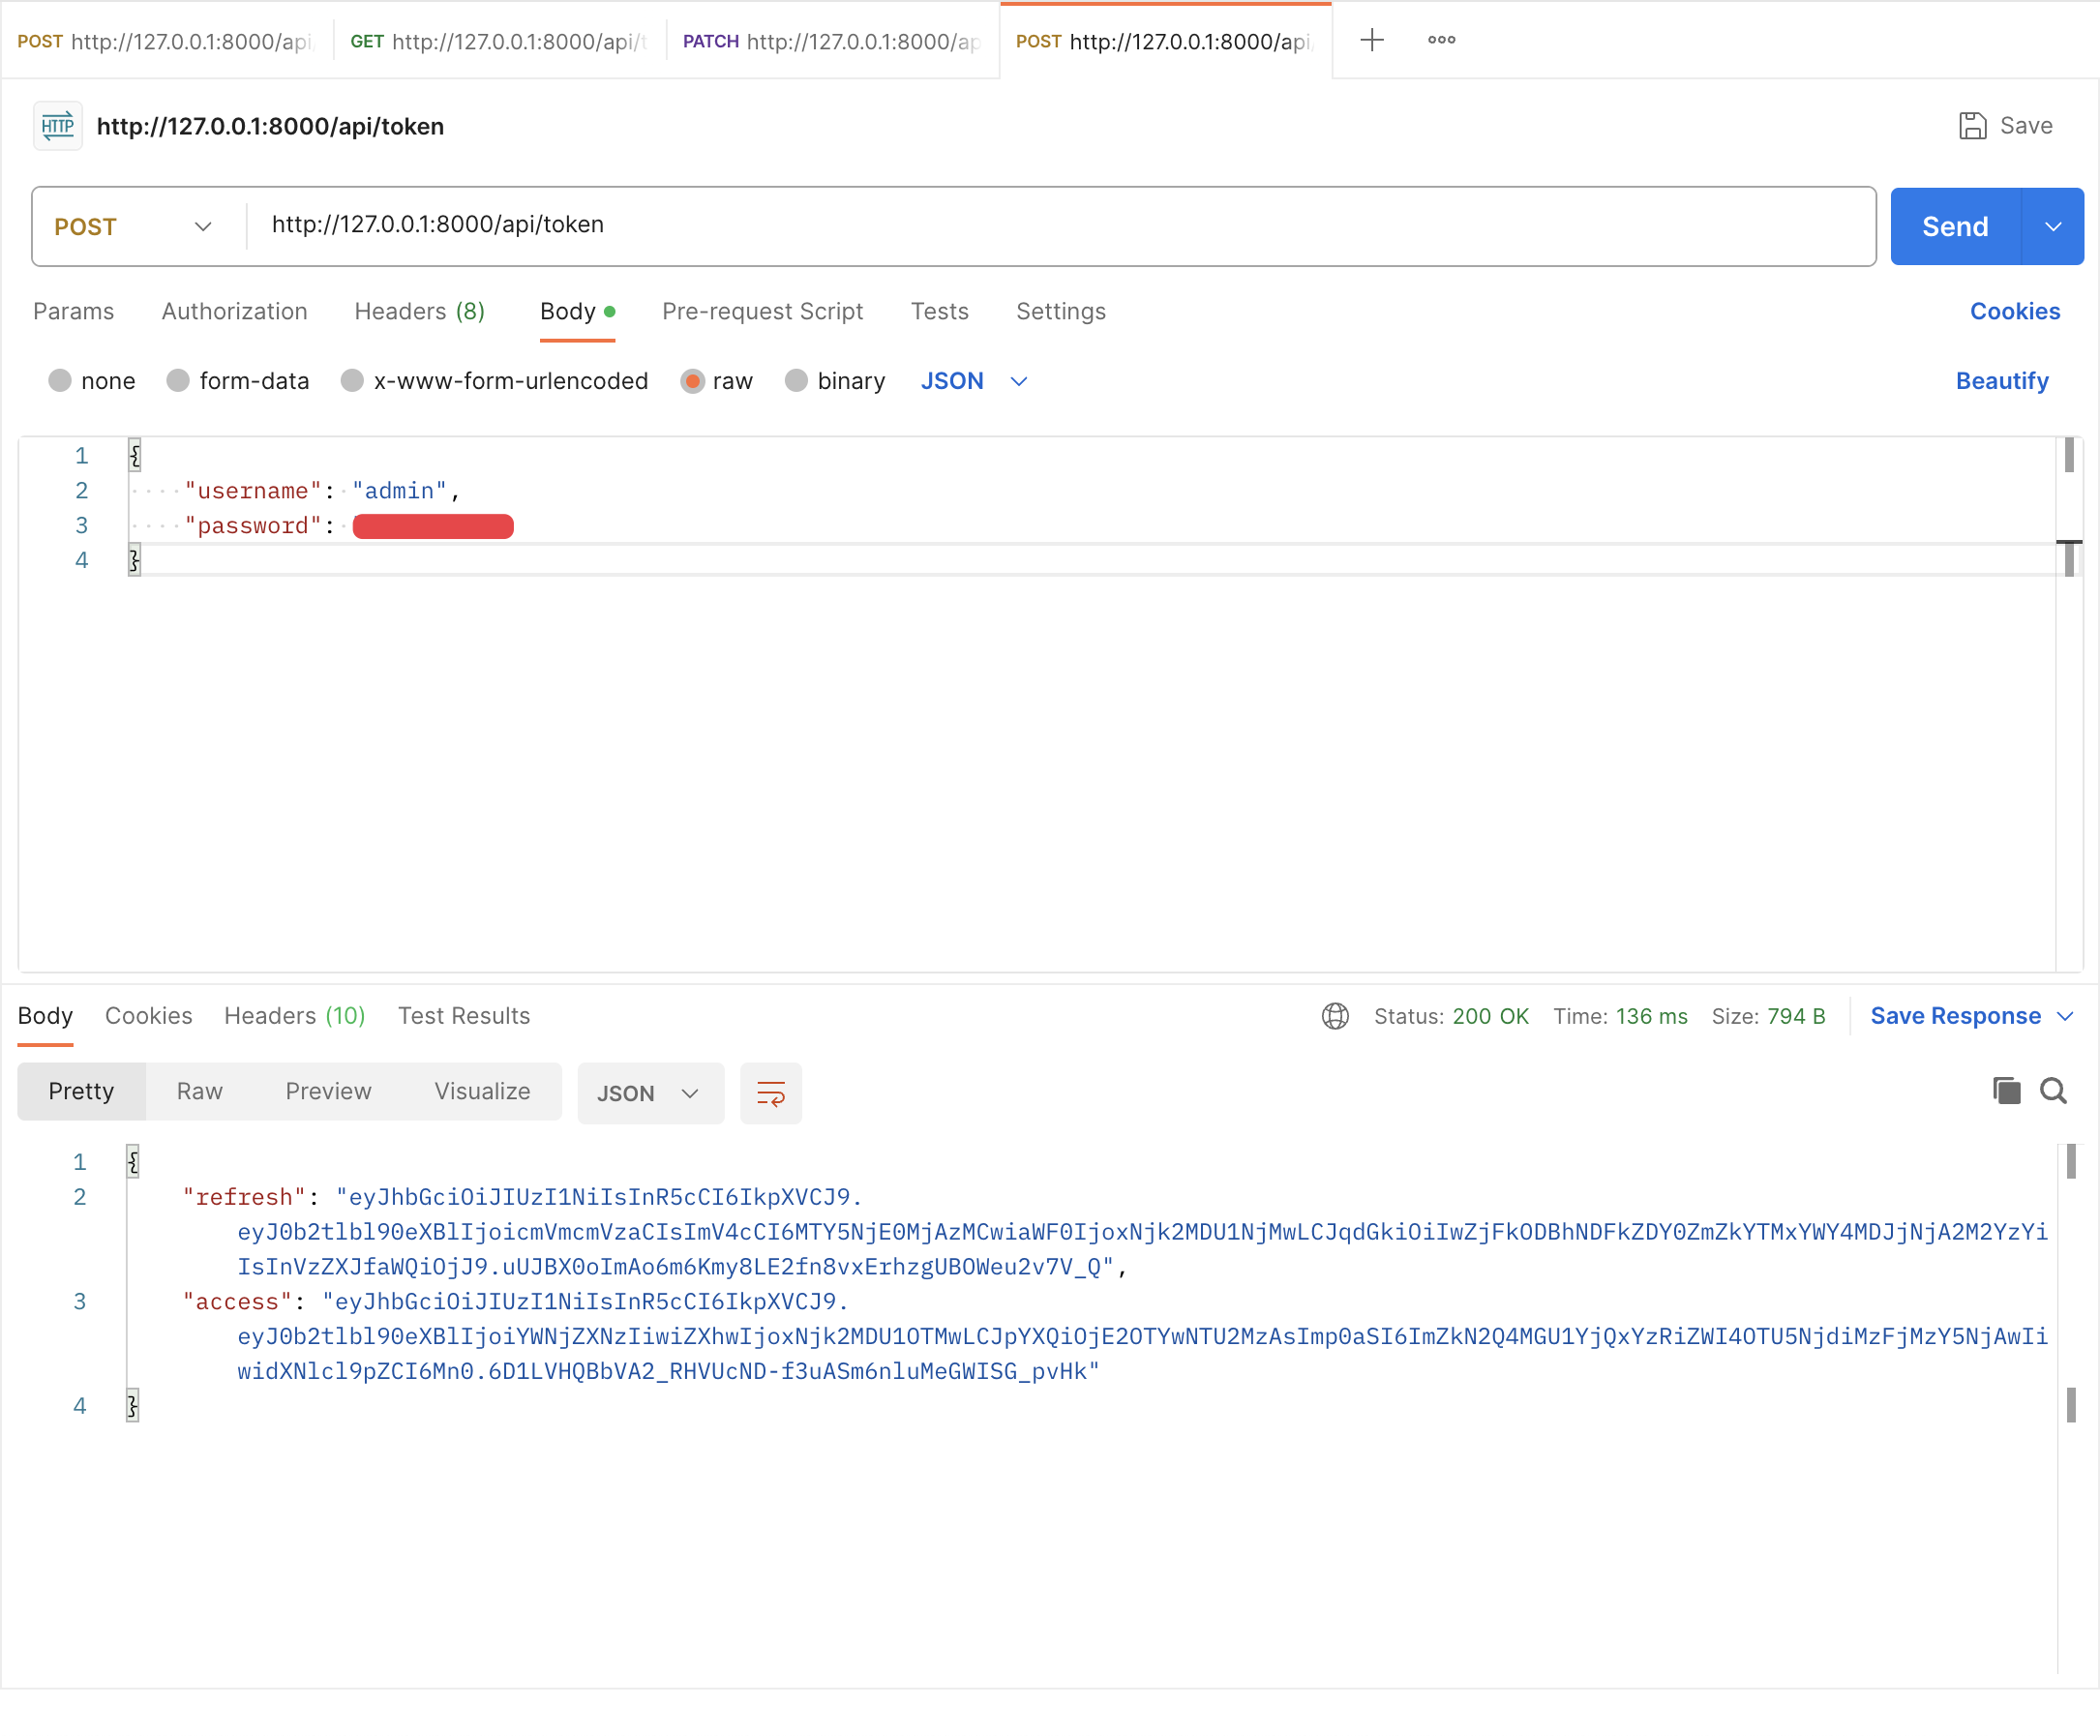 POST http://127.0.0.1:8000/api
GET http://127.0.0.1:8000/api/t
PATCH http://127.0.0.1:8000/ap
POST http://127.0.0.1:8000/api/
HTTP http://127.0.0.1:8000/api/token
Save
POST http://127.0.0.1:8000/api/token
Send
Params Authorization Headers (8) Body Pre-request Script Tests Settings Cookies
none form-data x-www-form-urlencoded raw binary JSON Beautify
1 {
2 "username": "admin",
3 "password":
4 }
Body Cookies Headers (10) Test Results Status: 200 OK Time: 136 ms Size: 794 B Save Response
Pretty Raw Preview Visualize JSON
1 {
2 "refresh": "eyJhbGciOiJIUzI1NiIsInR5cCI6IkpXVCJ9.
eyJ0b2tlbl90eXBlIjoicmVmcmVzaCIsImV4cCI6MTY5NjE0MjAzMCwiaWF0IjoxNjk2MDU1NjMwLCJqdGkiOiIwZjFkODBhNDFkZDY0ZmZkYTMxYWY4MDJjNjA2M2YzYi
IsInVzZXJfaWQiOjJ9.uUJBX0oImAo6m6Kmy8LE2fn8vxErhzgUBOWeu2v7V_Q",
3 "access": "eyJhbGciOiJIUzI1NiIsInR5cCI6IkpXVCJ9.
eyJ0b2tlbl90eXBlIjoiYWNjZXNzIiwiZXhwIjoxNjk2MDU1OTMwLCJpYXQiOjE2OTYwNTU2MzAsImp0aSI6ImZkN2Q4MGU1YjQxYzRiZWI4OTU5NjdiMzFjMzY5NjAwIi
widXNlcl9pZCI6Mn0.6D1LVHQBbVA2_RHVUcND-f3uASm6nluMeGWISG_pvHk"
4 }